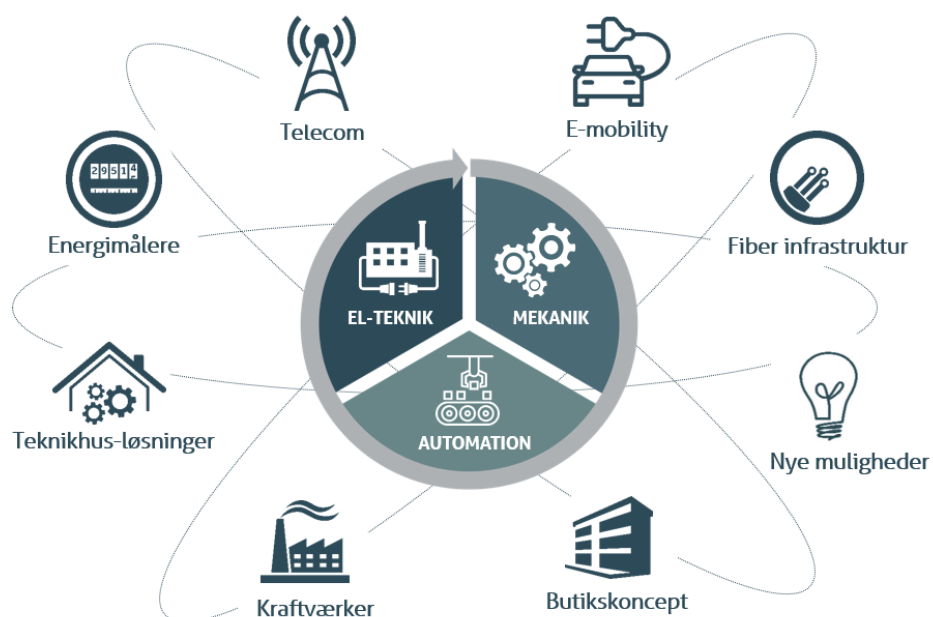 Telecom
E-mobility
Energimålere
Fiber infrastruktur
EL-TEKNIK
MEKANIK
AUTOMATION
Teknikhus-løsninger
Nye muligheder
Kraftværker
Butikskoncept